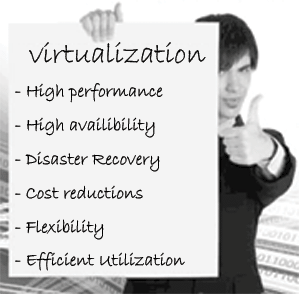 virtualization
- High performance
- High availibility
- Disaster Recovery
- Cost reductions
- Flexibility
- Efficient Utilization